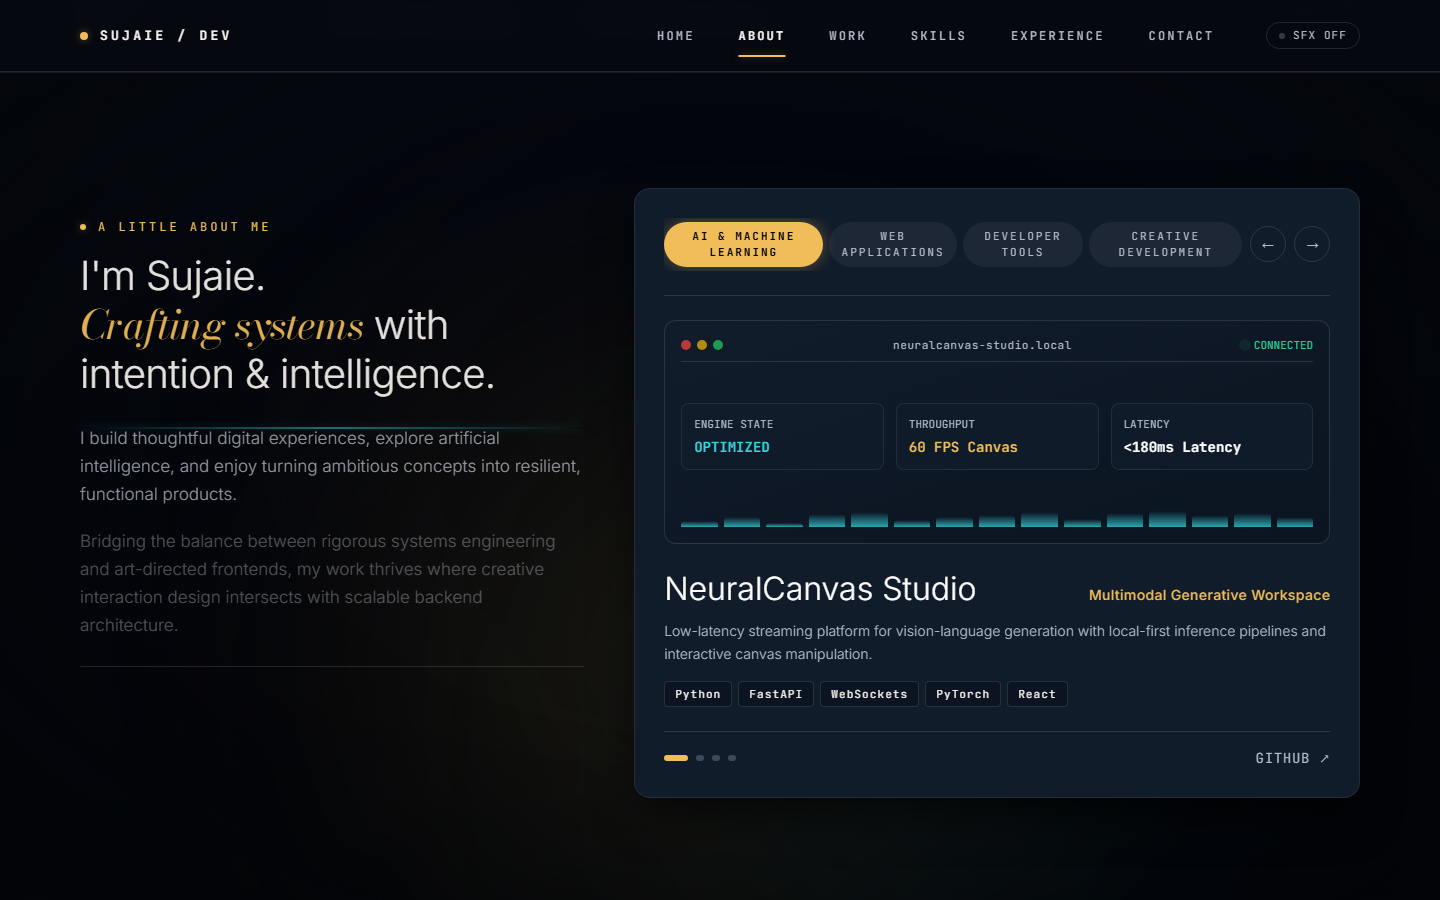 SUJAIE / DEV
HOME ABOUT WORK SKILLS EXPERIENCE CONTACT SFX OFF
A LITTLE ABOUT ME
I'm Sujaie.
Crafting systems with
intention & intelligence.
I build thoughtful digital experiences, explore artificial
intelligence, and enjoy turning ambitious concepts into resilient,
functional products.
Bridging the balance between rigorous systems engineering
and art-directed frontends, my work thrives where creative
interaction design intersects with scalable backend
architecture.
AI & MACHINE
LEARNING
WEB
APPLICATIONS
DEVELOPER
TOOLS
CREATIVE
DEVELOPMENT
← →
neuralcanvas-studio.local
CONNECTED
ENGINE STATE
OPTIMIZED
THROUGHPUT
60 FPS Canvas
LATENCY
<180ms Latency
NeuralCanvas Studio
Multimodal Generative Workspace
Low-latency streaming platform for vision-language generation with local-first inference pipelines and
interactive canvas manipulation.
Python FastAPI WebSockets PyTorch React
GITHUB ↗